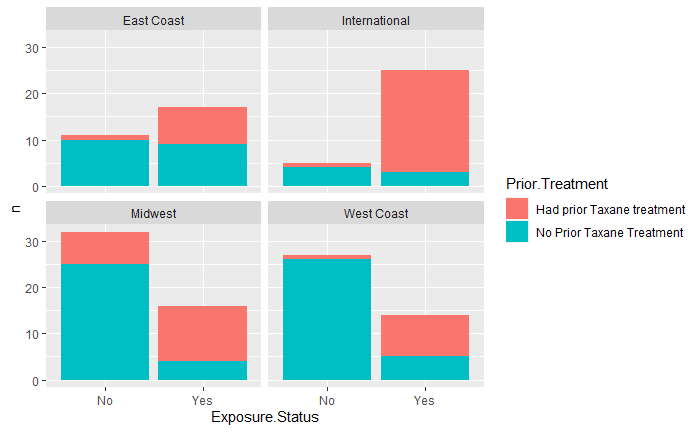 East Coast
International
30
20
10
0
n
Midwest
West Coast
30
20
10
0
No
Yes
No
Yes
Exposure.Status
Prior.Treatment
Had prior Taxane treatment
No Prior Taxane Treatment